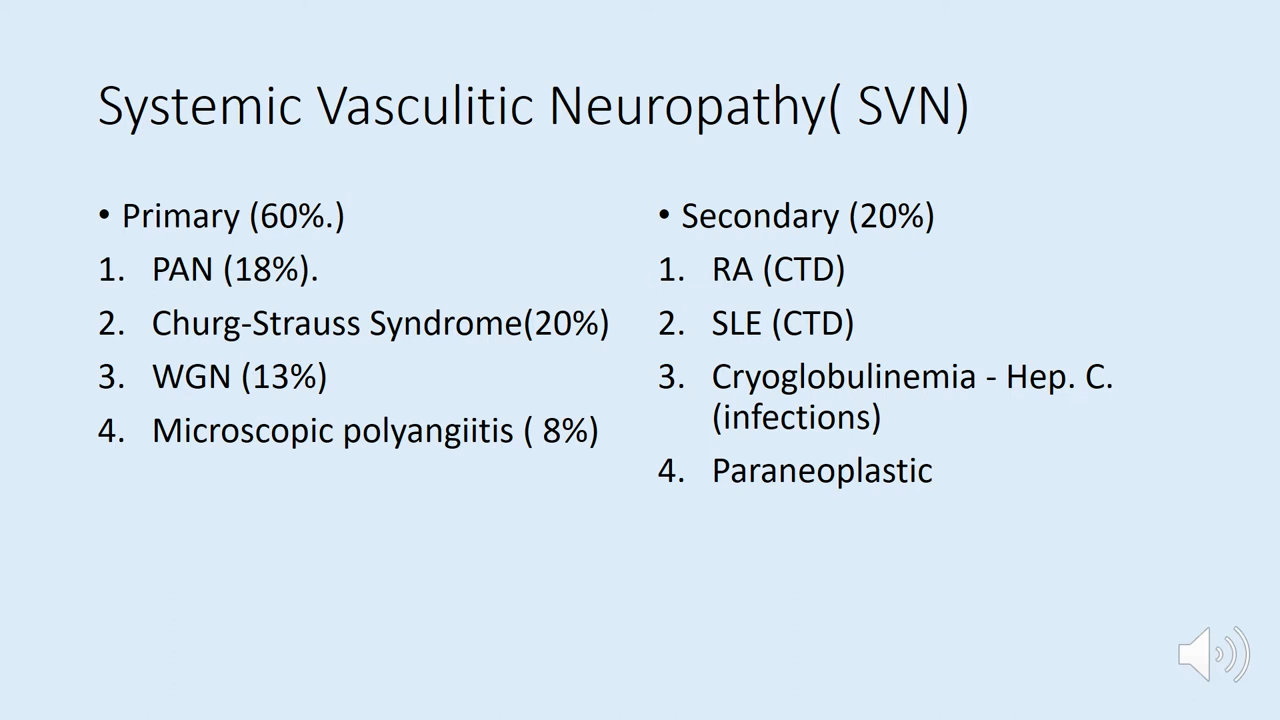 Systemic Vasculitic Neuropathy( SVN)
• Primary (60%.)
1. PAN (18%).
2. Churg-Strauss Syndrome(20%)
3. WGN (13%)
4. Microscopic polyangiitis ( 8%)
• Secondary (20%)
1. RA (CTD)
2. SLE (CTD)
3. Cryoglobulinemia - Hep. C.
(infections)
4. Paraneoplastic